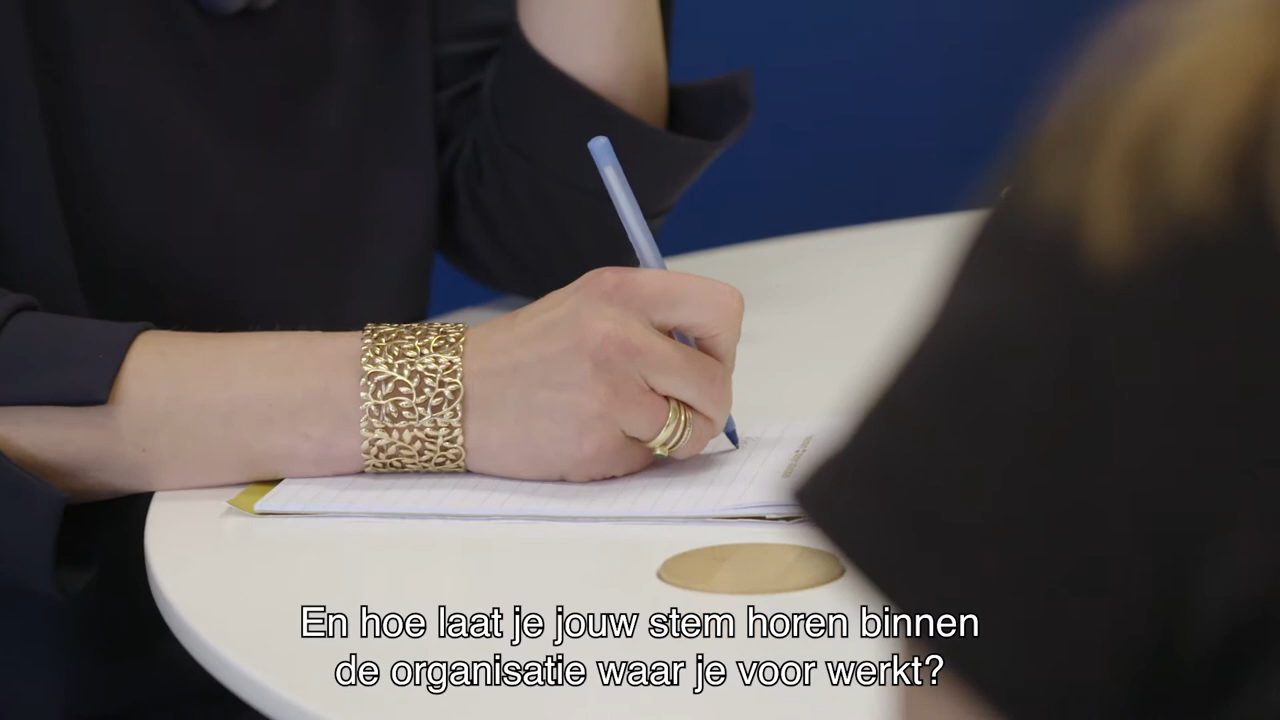 En hoe laat je jouw stem horen binnen
de organisatie waar je voor werkt?